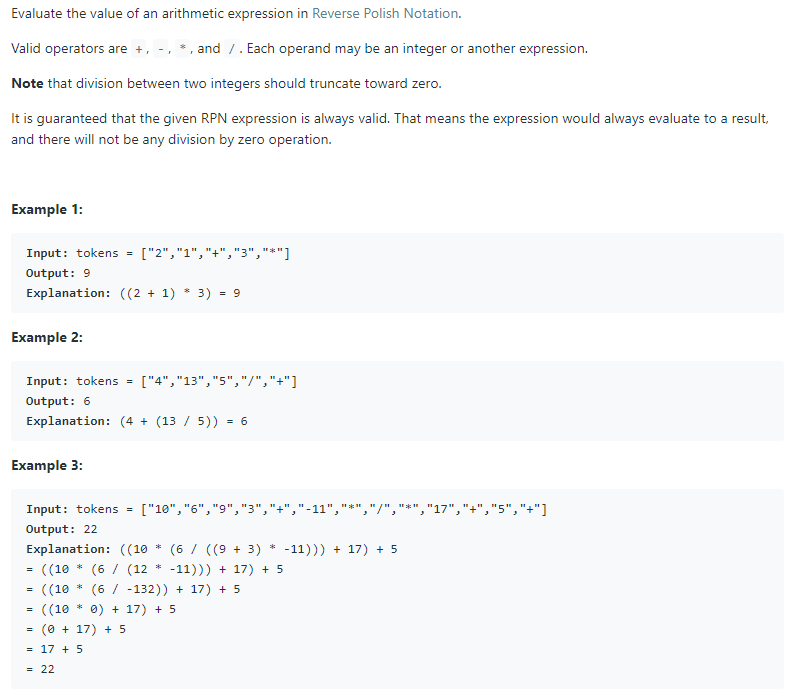 Evaluate the value of an arithmetic expression in Reverse Polish Notation.
Valid operators are +, -, *, and /. Each operand may be an integer or another expression.
Note that division between two integers should truncate toward zero.
It is guaranteed that the given RPN expression is always valid. That means the expression would always evaluate to a result,
and there will not be any division by zero operation.
Example 1:
Input: tokens = ["2","1","+","3","*"]
Output: 9
Explanation: ((2 + 1) * 3) = 9
Example 2:
Input: tokens = ["4","13","5","/","+"]
Output: 6
Explanation: (4 + (13 / 5)) = 6
Example 3:
Input: tokens = ["10","6","9","3","+","-11","*","/","*","17","+","5","+"]
Output: 22
Explanation: ((10 * (6 / ((9 + 3) * -11))) + 17) + 5
= ((10 * (6 / (12 * -11))) + 17) + 5
= ((10 * (6 / -132)) + 17) + 5
= ((10 * 0) + 17) + 5
= (0 + 17) + 5
= 17 + 5
= 22